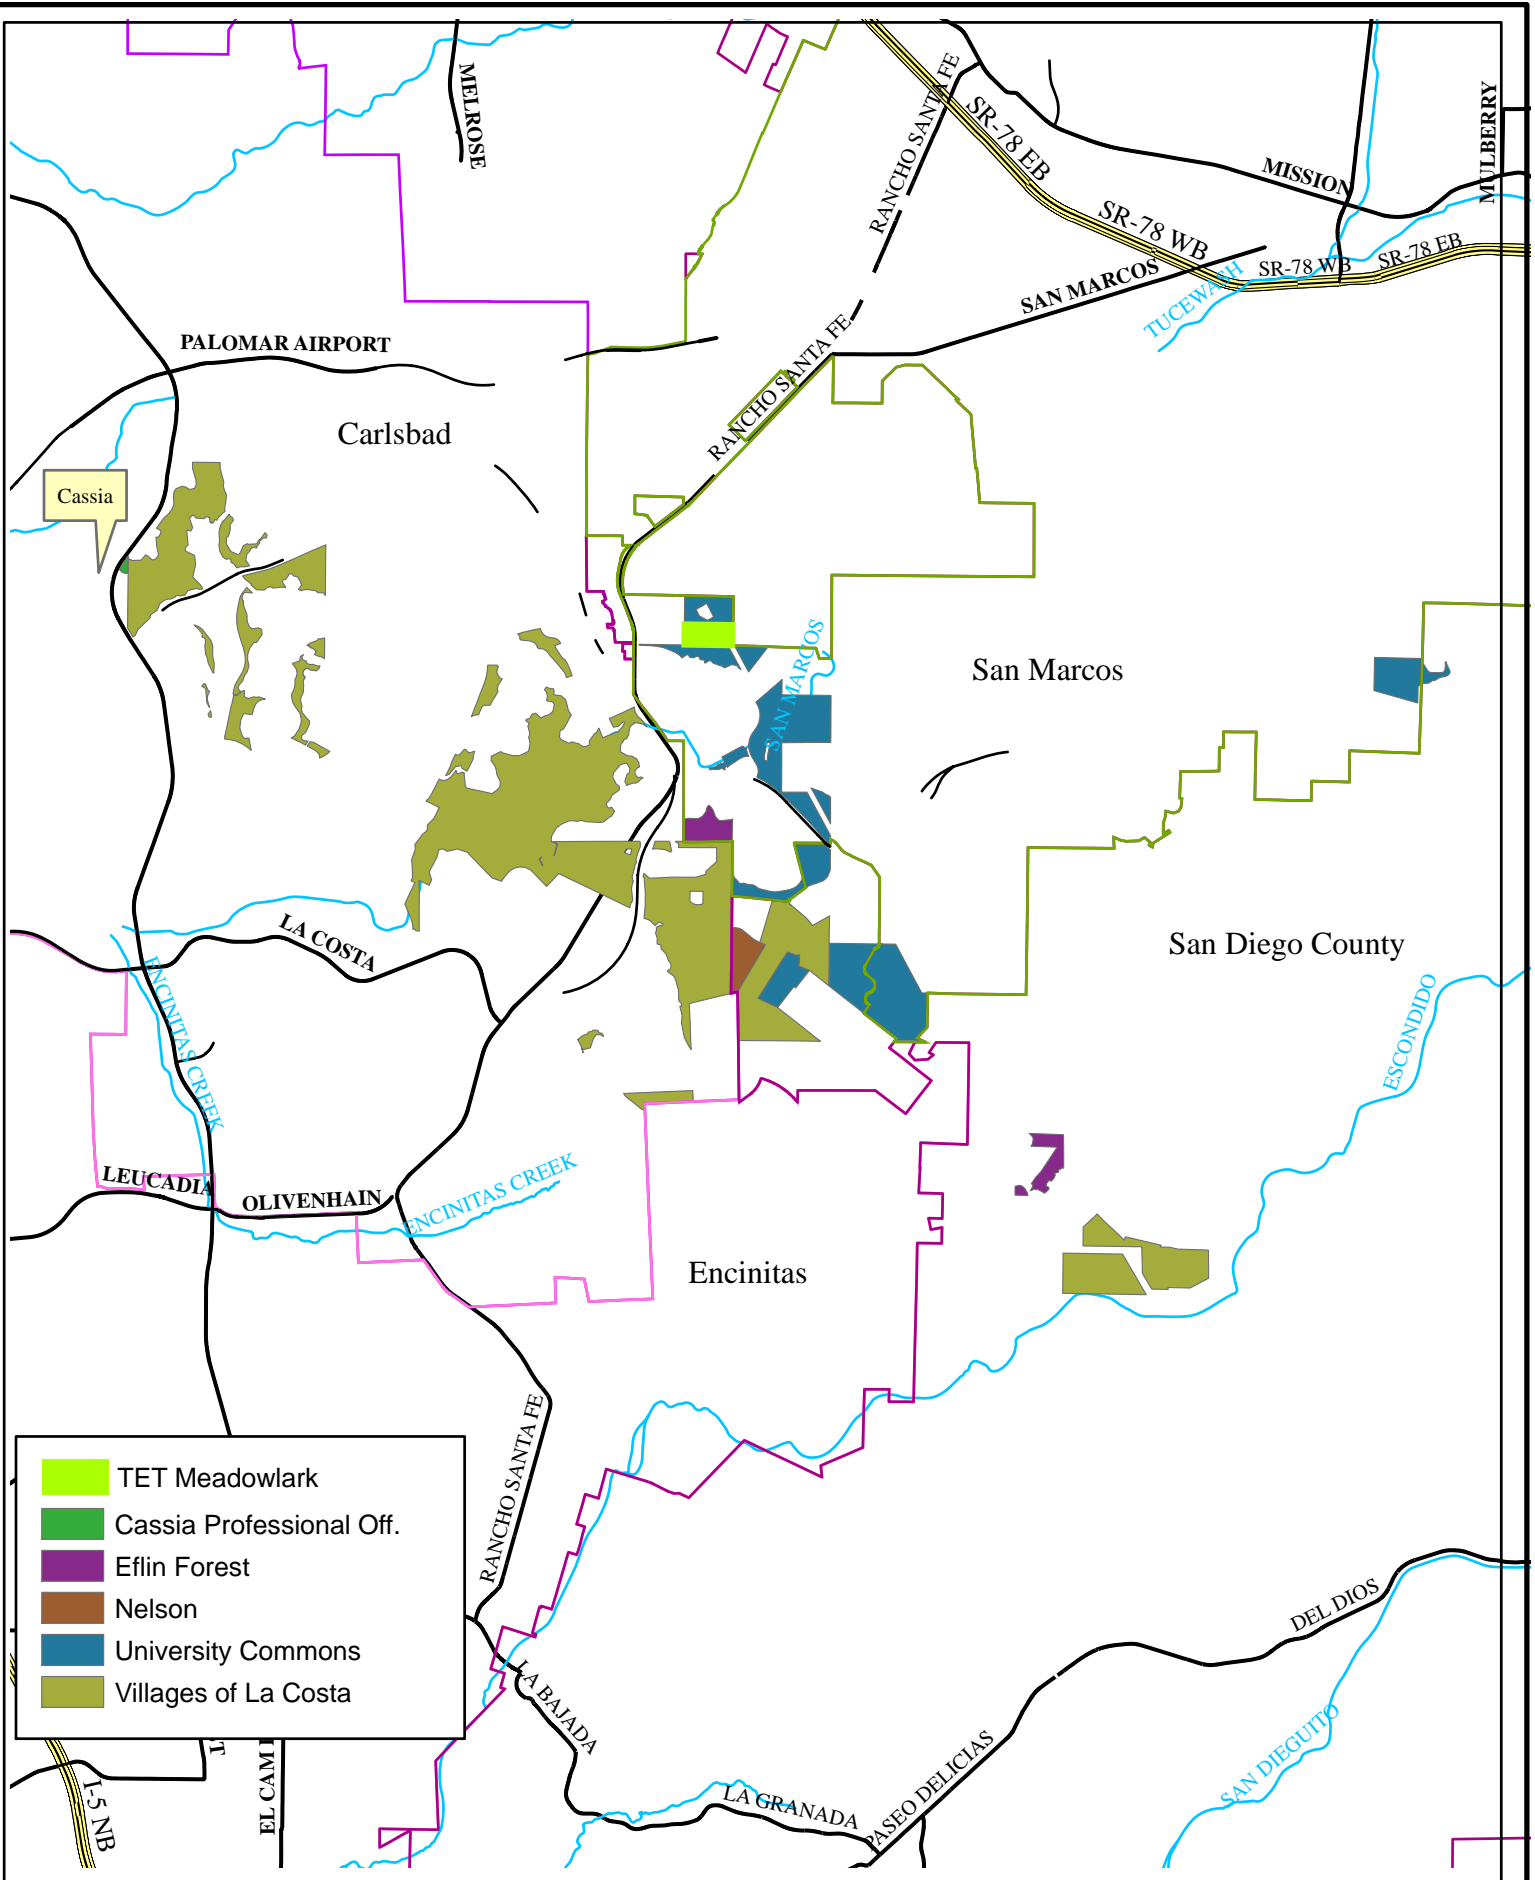 MELROSE
RANCHO SANTA FE
SR-78 EB
MISSION
MULBERRY
SR-78 WB
SR-78 WB
SR-78 EB
SAN MARCOS
TUCEWASH
PALOMAR AIRPORT
RANCHO SANTA FE
Carlsbad
Cassia
SAN MARCOS
San Marcos
LA COSTA
San Diego County
ENCINITAS CREEK
ESCONDIDO
LEUCADIA
OLIVENHAIN
ENCINITAS CREEK
Encinitas
RANCHO SANTA FE
TET Meadowlark
Cassia Professional Off.
Eflin Forest
Nelson
University Commons
Villages of La Costa
DEL DIOS
LA BAJADA
SAN DIEGUITO
I-5 NB
EL CAMI
LA GRANADA
PASEO DELICIAS